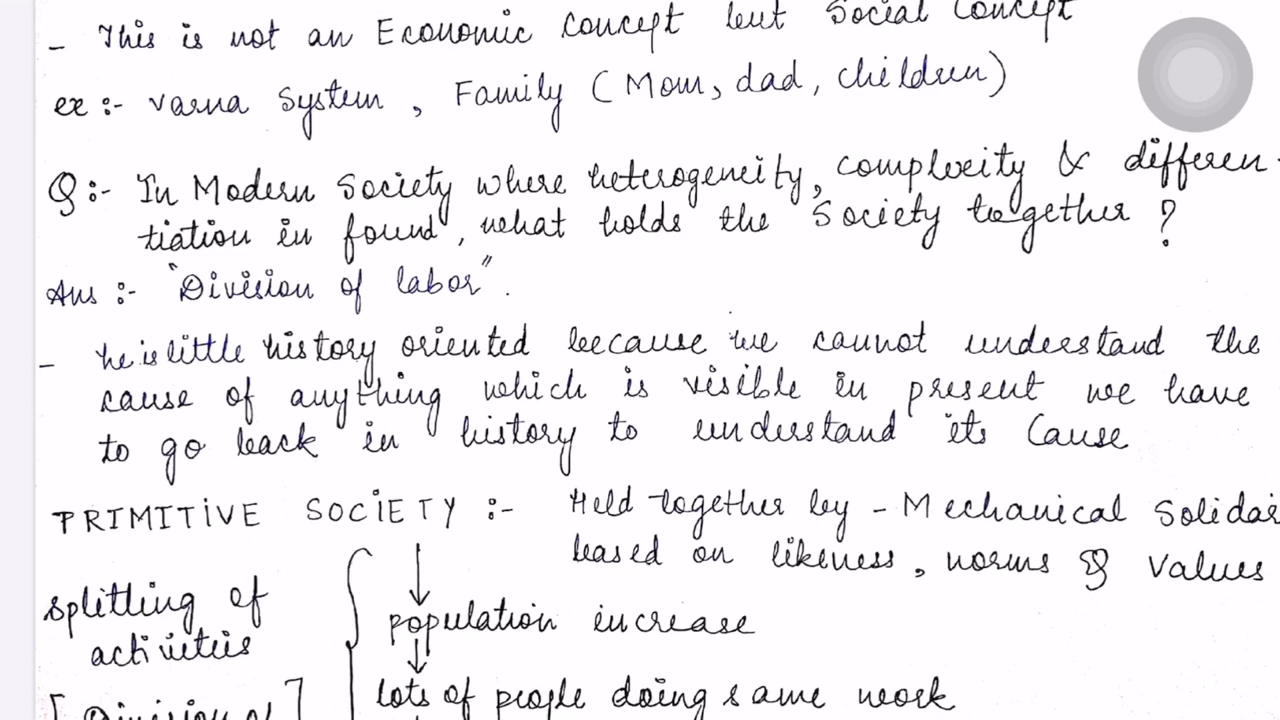 - This is not an Economic concept but Social Concept
ex :- varna system , Family ( Mom, dad, children )
Q :- In Modern Society where heterogeneity, complexity & differen -
tiation in found , what holds the Society together ?
Ans :- "Division of labor".
- he is little history oriented because we cannot understand the
cause of anything which is visible in present we have
to go back in history to understand its Cause
PRIMITIVE SOCIETY :- Held together by - Mechanical Solidar
based on likeness , norms & values
splitting of
activities
population increase
lots of people doing same work
[ Division of ]